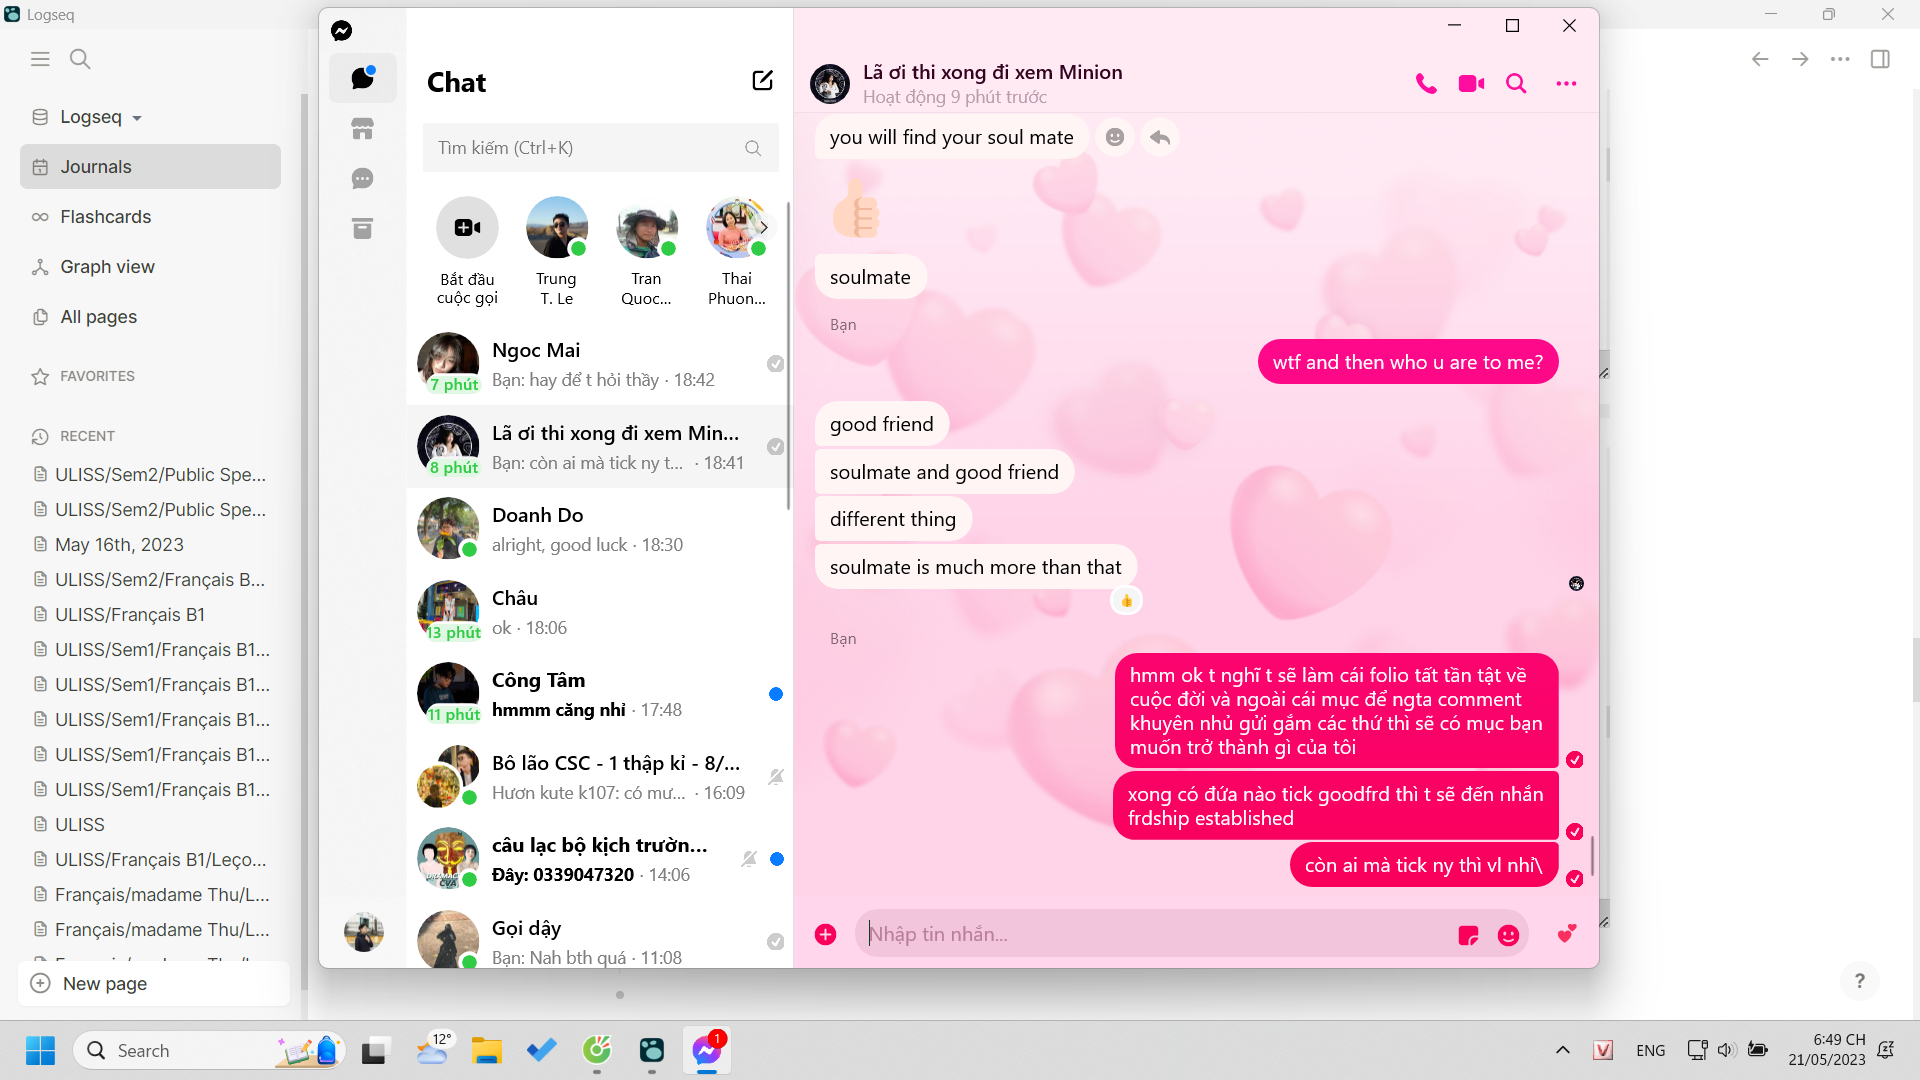 Logseq
Logseq
Journals
Flashcards
Graph view
All pages
FAVORITES
RECENT
ULISS/Sem2/Public Spe...
ULISS/Sem2/Public Spe...
May 16th, 2023
ULISS/Sem2/Français B...
ULISS/Français B1
ULISS/Sem1/Français B1...
ULISS/Sem1/Français B1...
ULISS/Sem1/Français B1...
ULISS/Sem1/Français B1...
ULISS/Sem1/Français B1...
ULISS
ULISS/Français B1/Leço...
Français/madame Thu/L...
Français/madame Thu/L...
New page
Chat
Tìm kiếm (Ctrl+K)
Bắt đầu
cuộc gọi
Trung
T. Le
Tran
Quoc...
Thai
Phuon...
Ngoc Mai
7 phút
Bạn: hay để t hỏi thầy · 18:42
Lã ơi thi xong đi xem Min...
8 phút
Bạn: còn ai mà tick ny t... · 18:41
Doanh Do
alright, good luck · 18:30
Châu
13 phút
ok · 18:06
Công Tâm
11 phút
hmmm căng nhỉ · 17:48
Bô lão CSC - 1 thập kỉ - 8/...
Hươn kute k107: có mư... · 16:09
câu lạc bộ kịch trườn...
Đây: 0339047320 · 14:06
Gọi dậy
Bạn: Nah bth quá · 11:08
Lã ơi thi xong đi xem Minion
Hoạt động 9 phút trước
you will find your soul mate
soulmate
Bạn
wtf and then who u are to me?
good friend
soulmate and good friend
different thing
soulmate is much more than that
Bạn
hmm ok t nghĩ t sẽ làm cái folio tất tần tật về
cuộc đời và ngoài cái mục để ngta comment
khuyên nhủ gửi gắm các thứ thì sẽ có mục bạn
muốn trở thành gì của tôi
xong có đứa nào tick goodfrd thì t sẽ đến nhắn
frdship established
còn ai mà tick ny thì vl nhỉ\
Nhập tin nhắn...
?
Search
12°
1
V
ENG
6:49 CH
21/05/2023